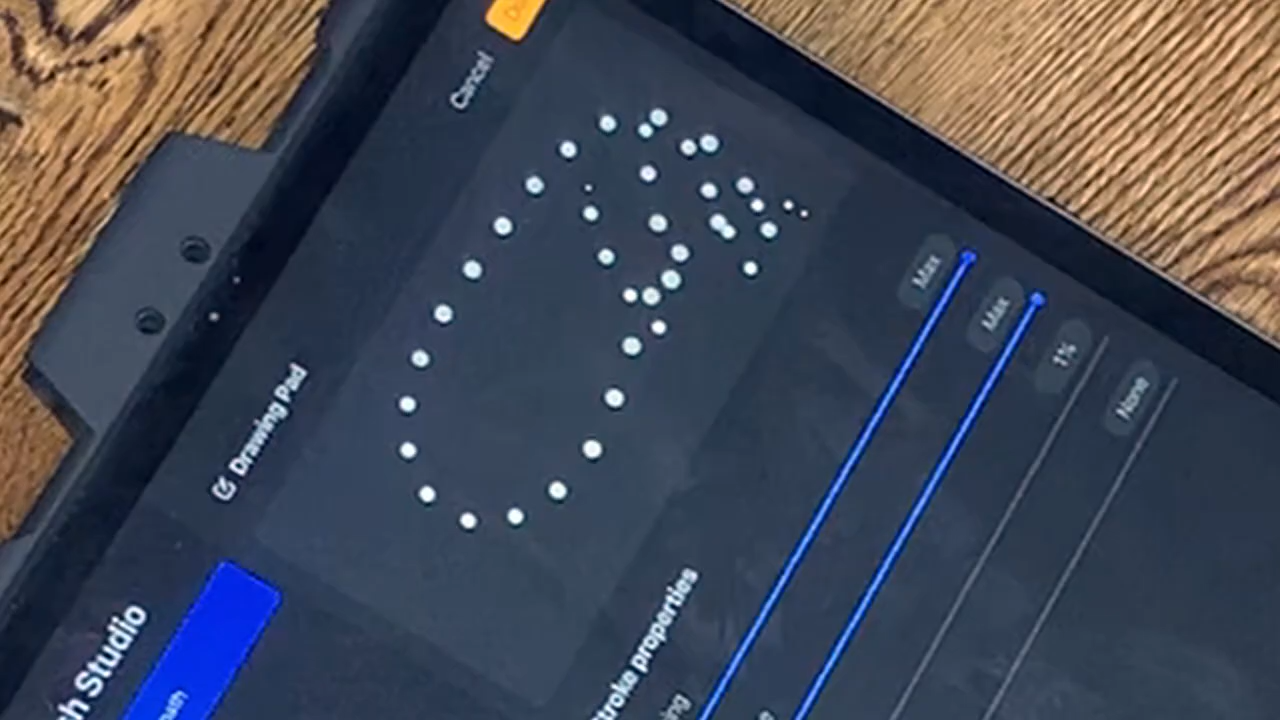 Cancel
Drawing Pad
Studio
Stroke properties
Max
Max
1%
None